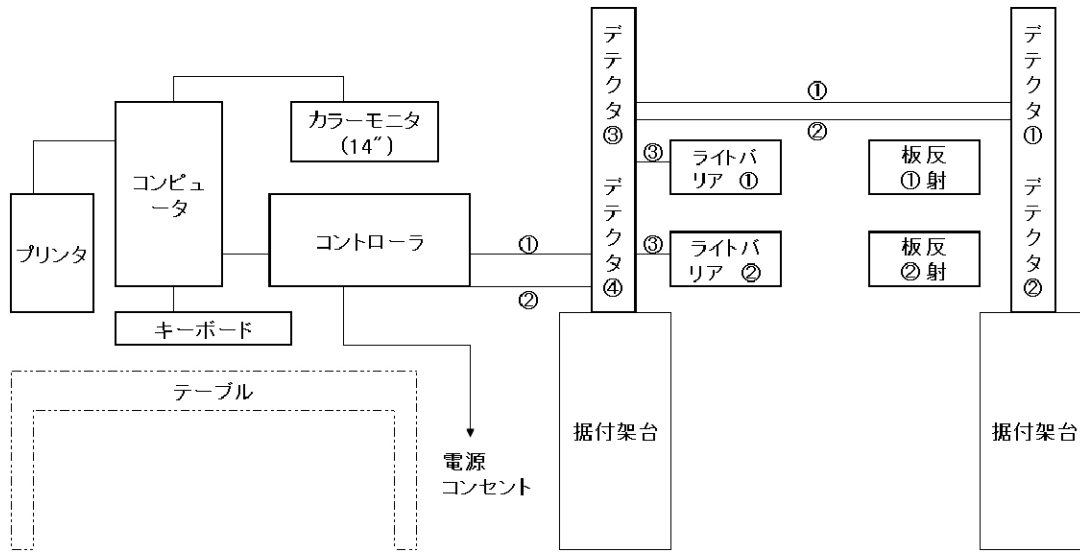 デテクタ③
デテクタ①
①
②
カラーモニタ
(14″)
③
ライトバ
リア ①
板反
①射
コンピュ
ータ
デテクタ④
デテクタ②
プリンタ
コントローラ
①
③
ライトバ
リア ②
板反
②射
②
キーボード
テーブル
据付架台
据付架台
電源
コンセント